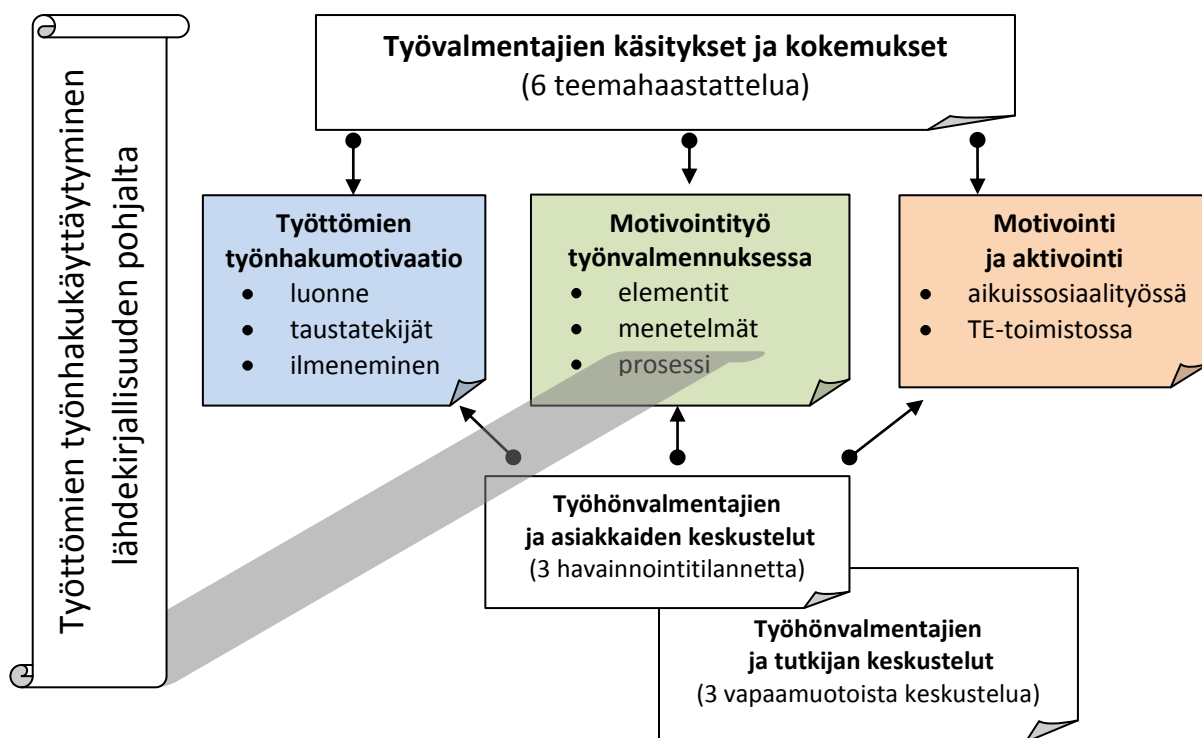 Työttömien työnhakukäyttäytyminen
lähdekirjallisuuden pohjalta
Työvalmentajien käsitykset ja kokemukset
(6 teemahaastattelua)
Työttömien
työnhakumotivaatio
• luonne
• taustatekijät
• ilmeneminen
Motivointityö
työnvalmennuksessa
• elementit
• menetelmät
• prosessi
Motivointi
ja aktivointi
• aikuissosiaalityössä
• TE-toimistossa
Työhönvalmentajien
ja asiakkaiden keskustelut
(3 havainnointitilannetta)
Työhönvalmentajien
ja tutkijan keskustelut
(3 vapaamuotoista keskustelua)